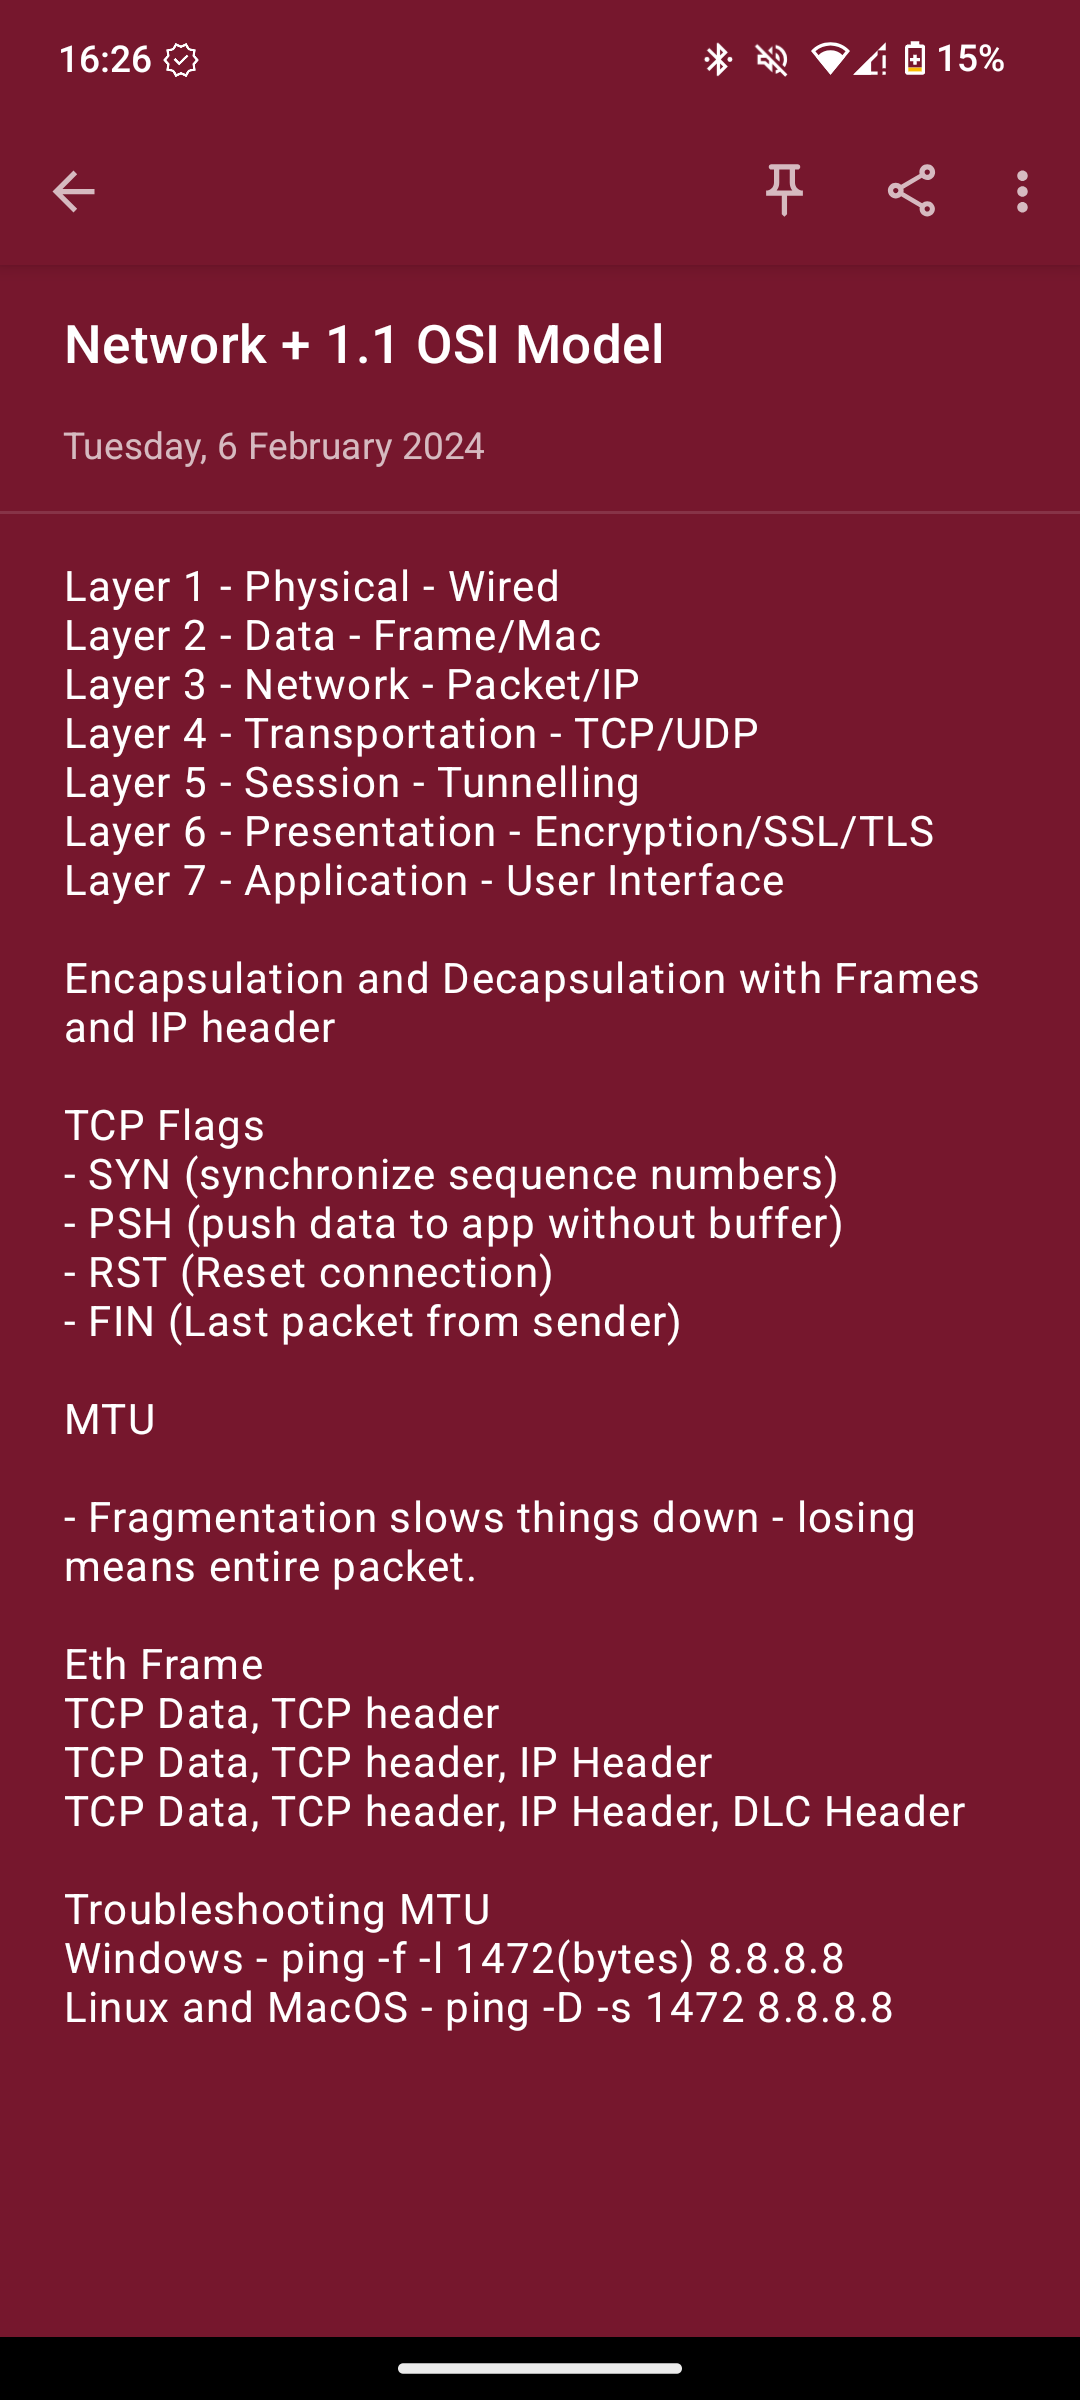 16:26
15%
Network + 1.1 OSI Model
Tuesday, 6 February 2024
Layer 1 - Physical - Wired
Layer 2 - Data - Frame/Mac
Layer 3 - Network - Packet/IP
Layer 4 - Transportation - TCP/UDP
Layer 5 - Session - Tunnelling
Layer 6 - Presentation - Encryption/SSL/TLS
Layer 7 - Application - User Interface
Encapsulation and Decapsulation with Frames
and IP header
TCP Flags
- SYN (synchronize sequence numbers)
- PSH (push data to app without buffer)
- RST (Reset connection)
- FIN (Last packet from sender)
MTU
- Fragmentation slows things down - losing
means entire packet.
Eth Frame
TCP Data, TCP header
TCP Data, TCP header, IP Header
TCP Data, TCP header, IP Header, DLC Header
Troubleshooting MTU
Windows - ping -f -l 1472(bytes) 8.8.8.8
Linux and MacOS - ping -D -s 1472 8.8.8.8